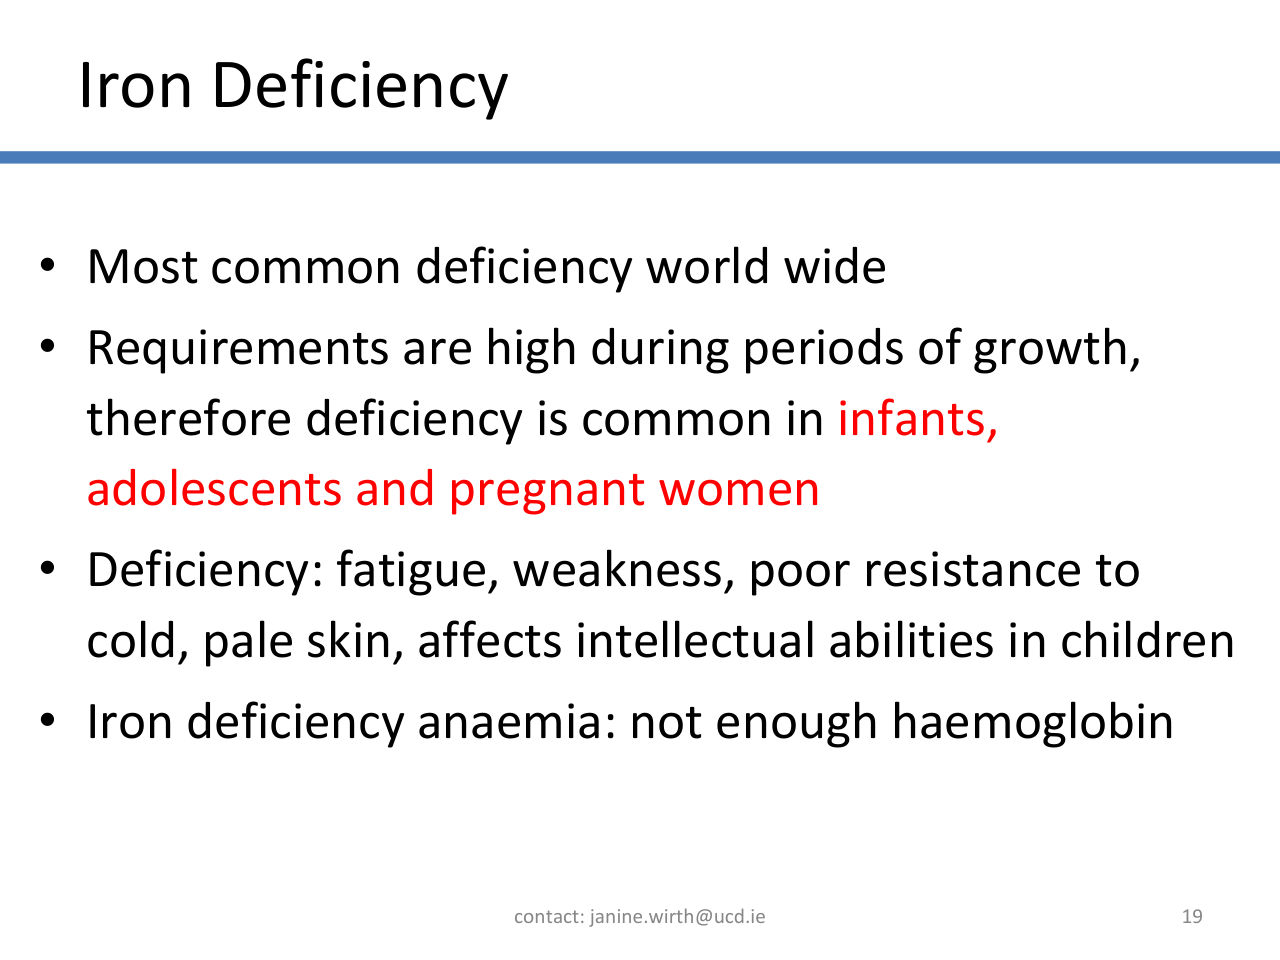 Iron Deficiency
• Most common deficiency world wide
• Requirements are high during periods of growth,
therefore deficiency is common in infants,
adolescents and pregnant women
• Deficiency: fatigue, weakness, poor resistance to
cold, pale skin, affects intellectual abilities in children
• Iron deficiency anaemia: not enough haemoglobin
contact: janine.wirth@ucd.ie
19